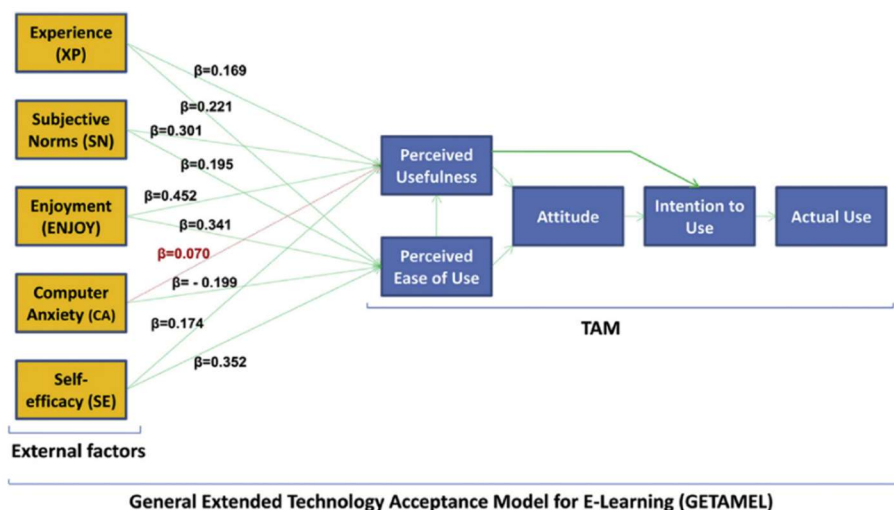 Experience
(XP)
β=0.169
β=0.221
Subjective
Norms (SN)
β=0.301
β=0.195
Perceived
Usefulness
Enjoyment
(ENJOY)
β=0.452
β=0.341
Attitude
Intention to
Use
Actual Use
β=0.070
Perceived
Ease of Use
Computer
Anxiety (CA)
β= - 0.199
β=0.174
TAM
β=0.352
Self-
efficacy (SE)
External factors
General Extended Technology Acceptance Model for E-Learning (GETAMEL)